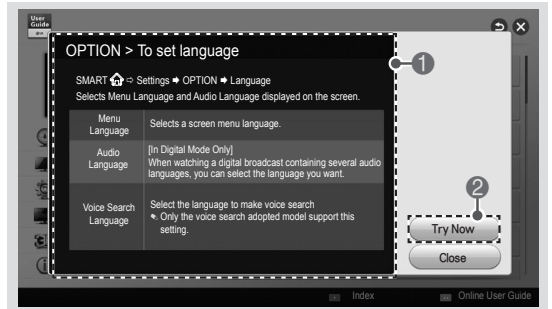 User
Guide
OPTION > To set language
1
SMART ⇨ Settings ➡ OPTION ➡ Language
Selects Menu Language and Audio Language displayed on the screen.
Menu
Language
Selects a screen menu language.
Audio
Language
[In Digital Mode Only]
When watching a digital broadcast containing several audio
languages, you can select the language you want.
Voice Search
Language
Select the language to make voice search
Only the voice search adopted model support this
setting.
2
Try Now
Close
Index
Online User Guide